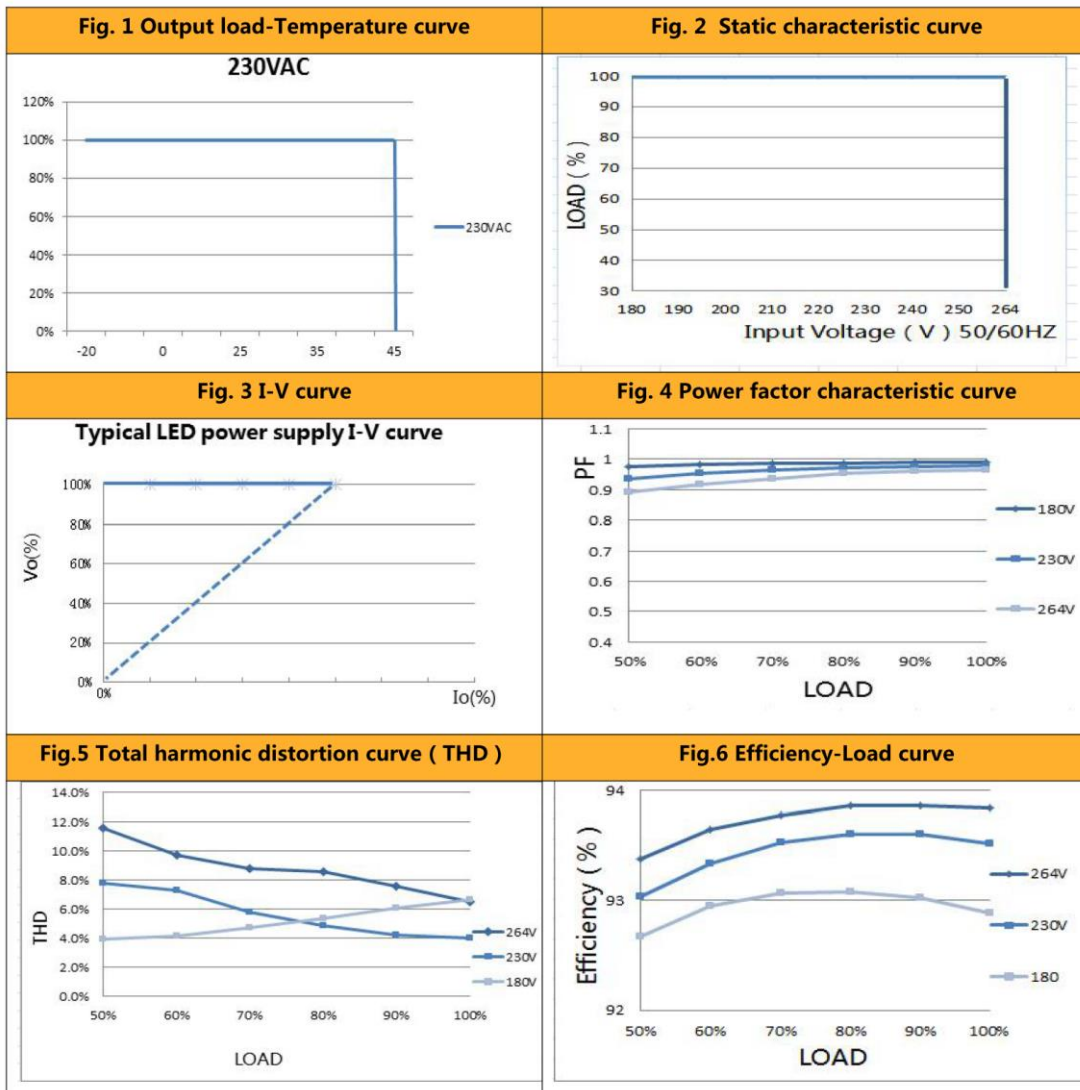 Fig. 1 Output load-Temperature curve
230VAC
120%
100%
80%
60%
40%
20%
0%
-20 0 25 35 45
230VAC
Fig. 2 Static characteristic curve
LOAD ( % )
100
90
80
70
60
50
40
30
180 190 200 210 220 230 240 250 264
Input Voltage ( V ) 50/60HZ
Fig. 3 I-V curve
Typical LED power supply I-V curve
Vo(%)
100%
80%
60%
40%
20%
0%
0%
Io(%)
Fig. 4 Power factor characteristic curve
PF
1.1
1
0.9
0.8
0.7
0.6
0.5
0.4
50% 60% 70% 80% 90% 100%
LOAD
180V
230V
264V
Fig.5 Total harmonic distortion curve ( THD )
THD
14.0%
12.0%
10.0%
8.0%
6.0%
4.0%
2.0%
0.0%
50% 60% 70% 80% 90% 100%
LOAD
264V
230V
180V
Fig.6 Efficiency-Load curve
Efficiency ( % )
94
93
92
50% 60% 70% 80% 90% 100%
LOAD
264V
230V
180